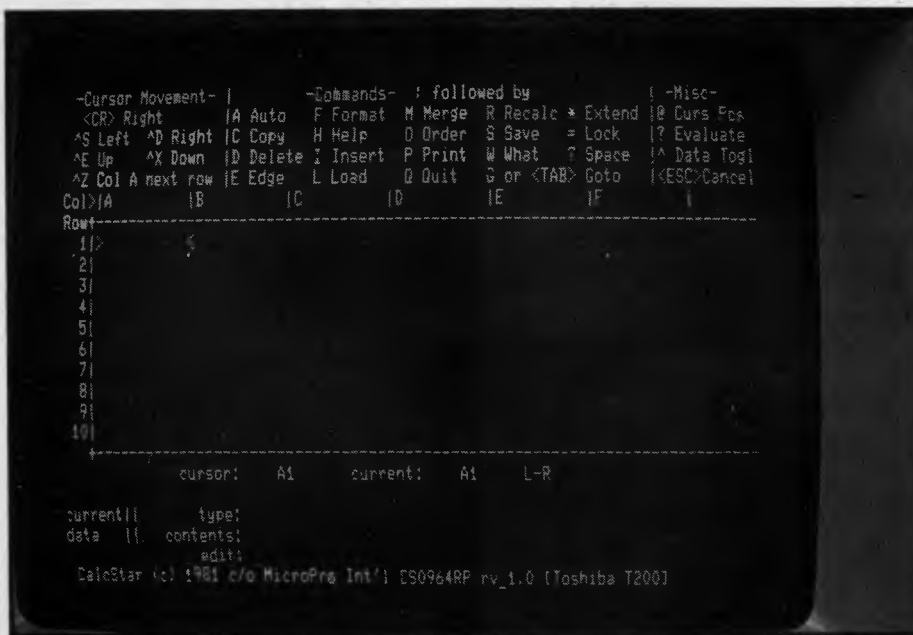 -Cursor Movement- | -Commands- ; followed by | -Misc-
<CR> Right |A Auto F Format M Merge R Recalc * Extend |@ Curs Pos
^S Left ^D Right |C Copy H Help O Order S Save = Lock |? Evaluate
^E Up ^X Down |D Delete I Insert P Print W What ? Space |^ Data Togl
^Z Col A next row |E Edge L Load Q Quit G or <TAB> Goto |<ESC>Cancel
Col>|A |B |C |D |E |F |
Row+
1|>
2|
3|
4|
5|
6|
7|
8|
9|
10|
cursor: A1 current: A1 L-R
current|| type:
data || contents:
edit:
CalcStar (c) 1981 c/o MicroPro Int'l CS0964RP rv_1.0 [Toshiba T200]